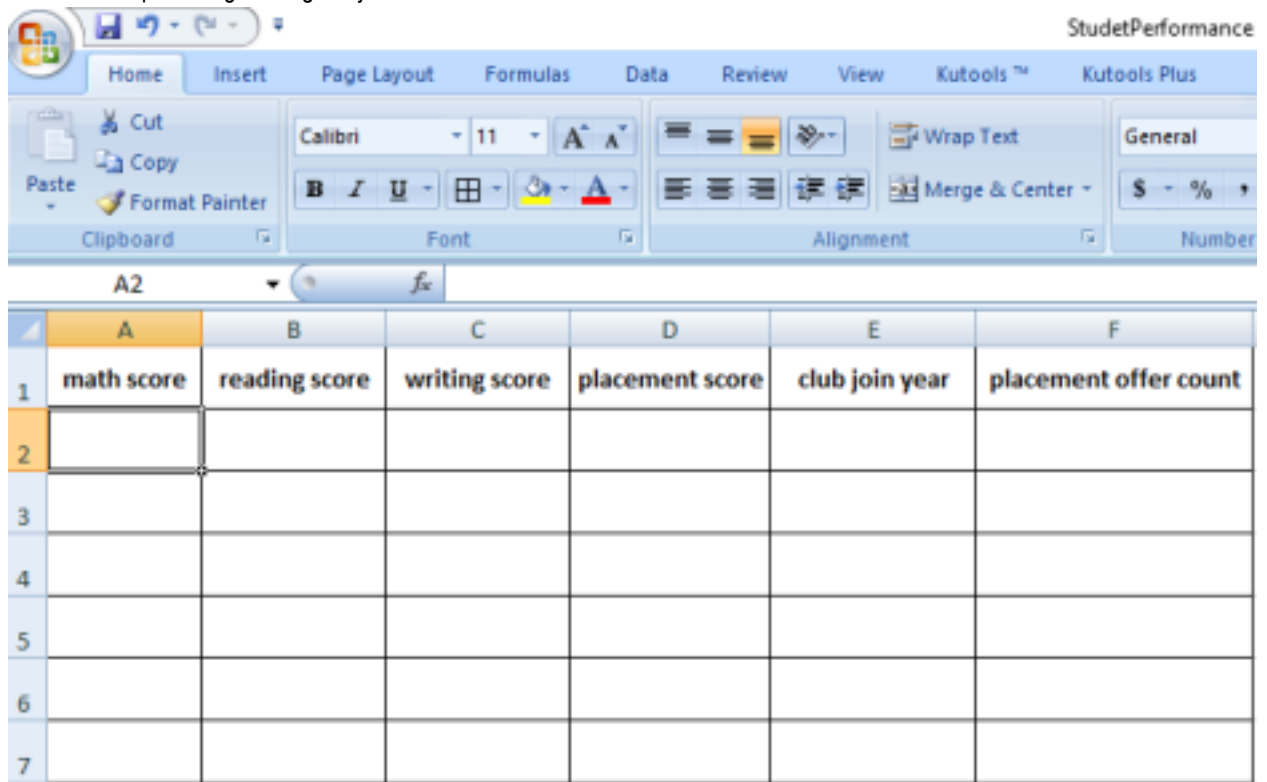 StudetPerformance
Home Insert Page Layout Formulas Data Review View Kutools ™ Kutools Plus
Cut
Copy
Paste
Format Painter
Calibri 11 A A
Wrap Text
General
B I U A
Merge & Center
$ % ,
Clipboard Font Alignment Number
A2 fx
A B C D E F
1 math score reading score writing score placement score club join year placement offer count
2
3
4
5
6
7